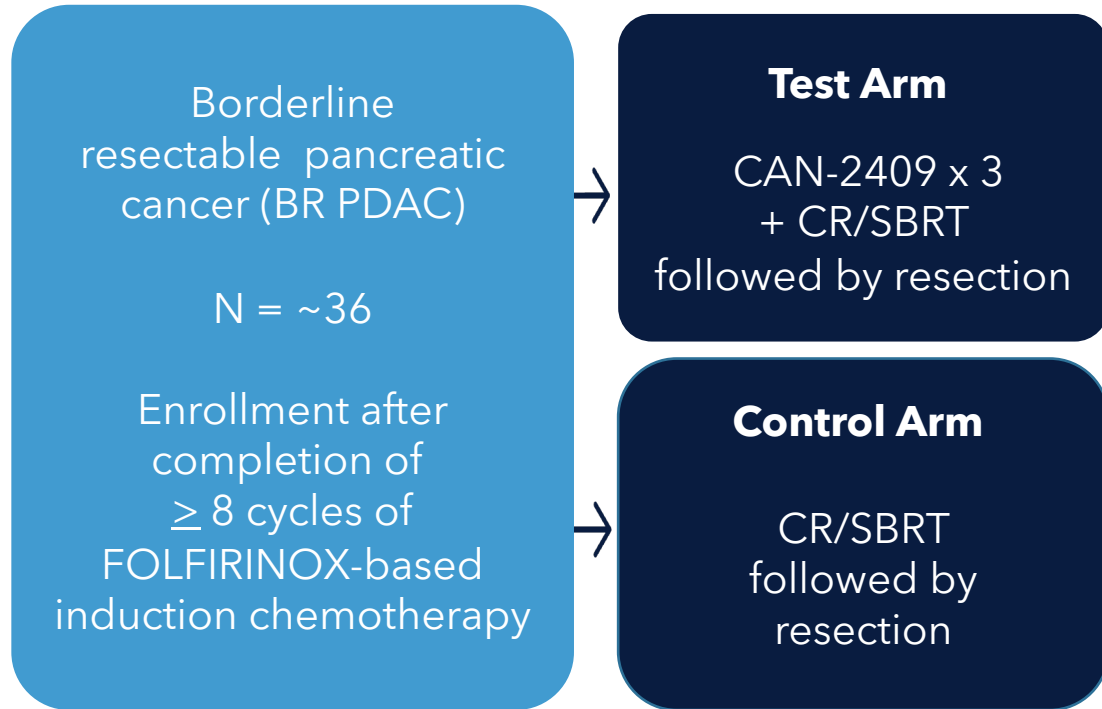 Borderline
resectable pancreatic
cancer (BR PDAC)
N = ~36
Enrollment after
completion of
≥ 8 cycles of
FOLFIRINOX-based
induction chemotherapy
Test Arm
CAN-2409 x 3
+ CR/SBRT
followed by resection
Control Arm
CR/SBRT
followed by
resection